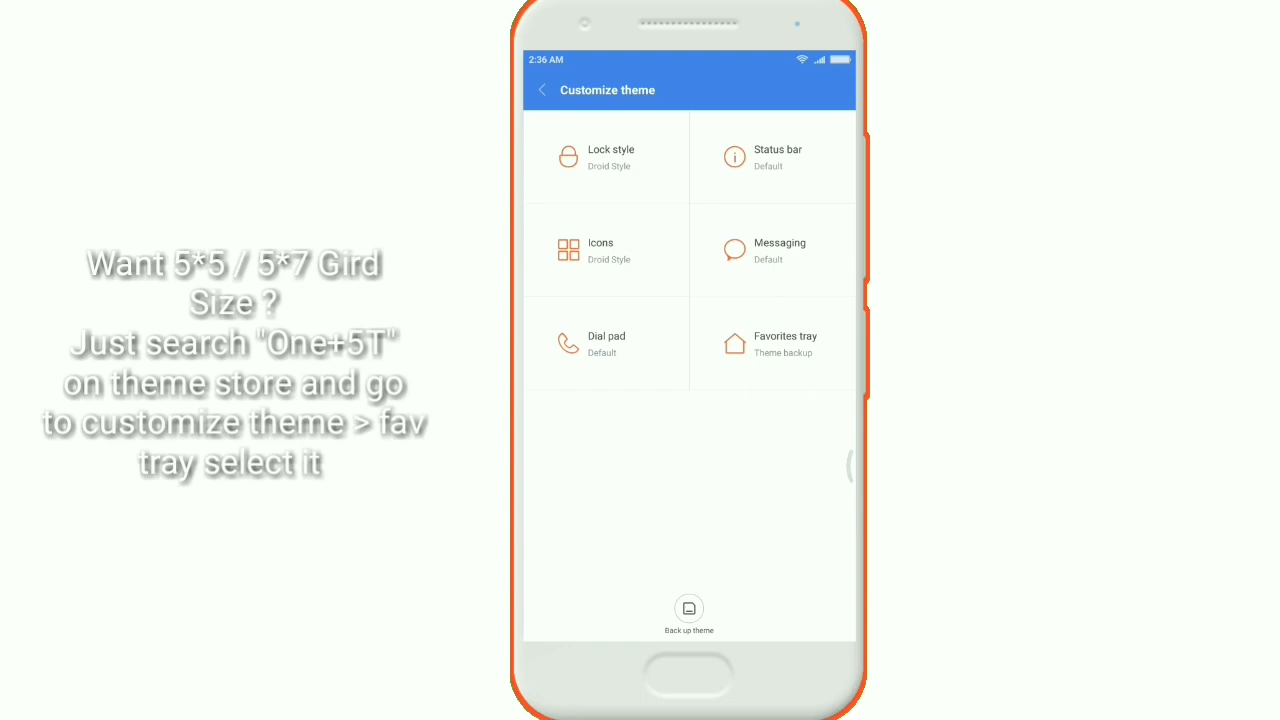 2:36 AM
Customize theme
Lock style
Droid Style
Status bar
Default
Icons
Droid Style
Messaging
Default
Dial pad
Default
Favorites tray
Theme backup
Back up theme
Want 5*5 / 5*7 Gird
Size ?
Just search "One+5T"
on theme store and go
to customize theme > fav
tray select it